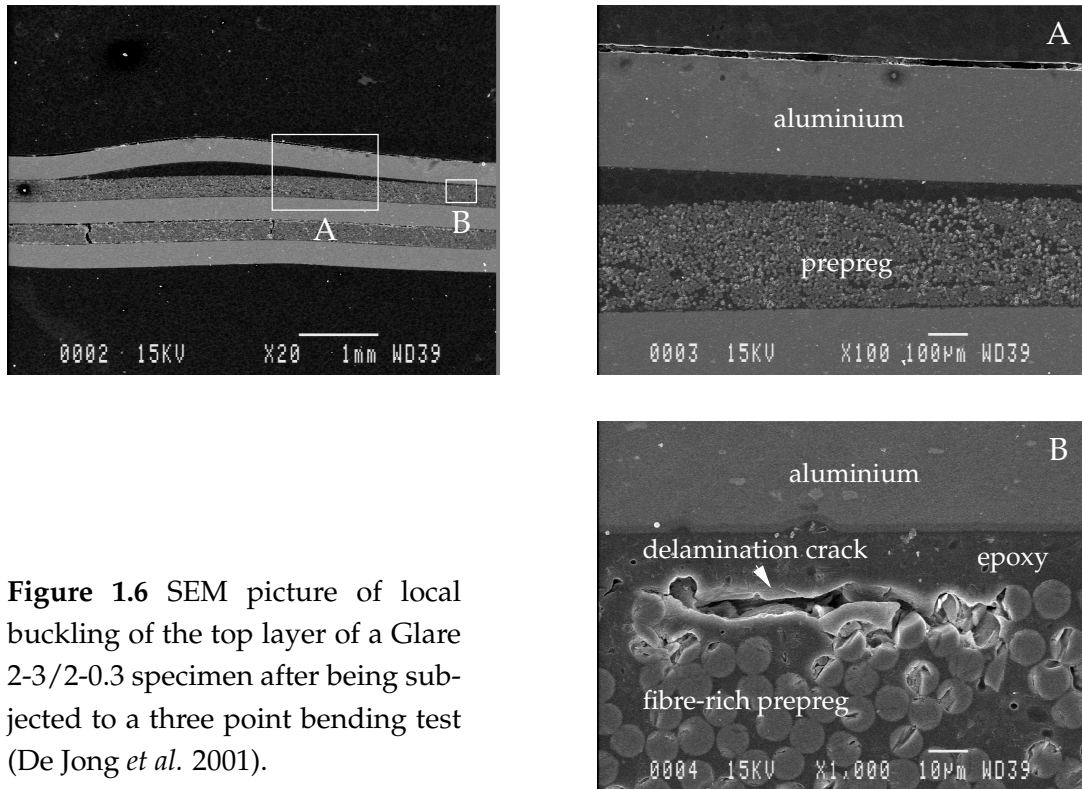 A
B
0002 15KV X20 1mm WD39
A
aluminium
prepreg
0003 15KV X100 100µm WD39
B
aluminium
delamination crack
epoxy
fibre-rich prepreg
0004 15KV X1,000 10µm WD39
Figure 1.6 SEM picture of local
buckling of the top layer of a Glare
2-3/2-0.3 specimen after being sub-
jected to a three point bending test
(De Jong et al. 2001).